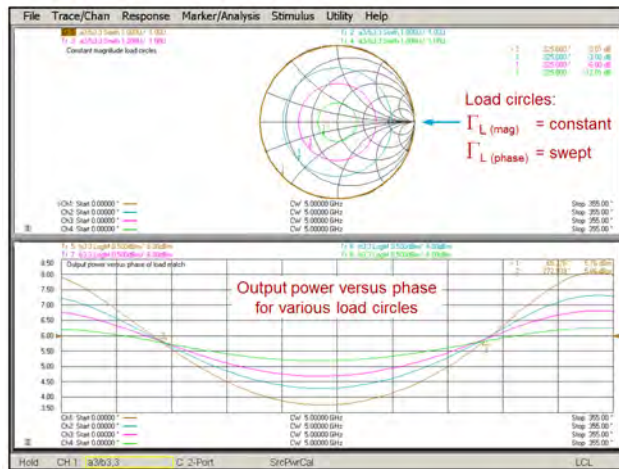 File Trace/Chan Response Marker/Analysis Stimulus Utility Help
Constant magnitude load circles
Load circles:
ΓL (mag) = constant
ΓL (phase) = swept
>Ch1: Start 0.00000 ° CW 5.00000 GHz Stop 355.00 °
Ch2: Start 0.00000 ° CW 5.00000 GHz Stop 355.00 °
Ch3: Start 0.00000 ° CW 5.00000 GHz Stop 355.00 °
Ch4: Start 0.00000 ° CW 5.00000 GHz Stop 355.00 °
8.50
Output power versus phase of load match
8.00
7.50
7.00
6.50
6.00
5.50
5.00
4.50
4.00
3.50
Output power versus phase
for various load circles
Ch1: Start 0.00000 ° CW 5.00000 GHz Stop 355.00 °
Ch2: Start 0.00000 ° CW 5.00000 GHz Stop 355.00 °
Ch3: Start 0.00000 ° CW 5.00000 GHz Stop 355.00 °
Ch4: Start 0.00000 ° CW 5.00000 GHz Stop 355.00 °
Hold CH 1: a3/b3,3 C 2-Port SrcPwrCal LCL